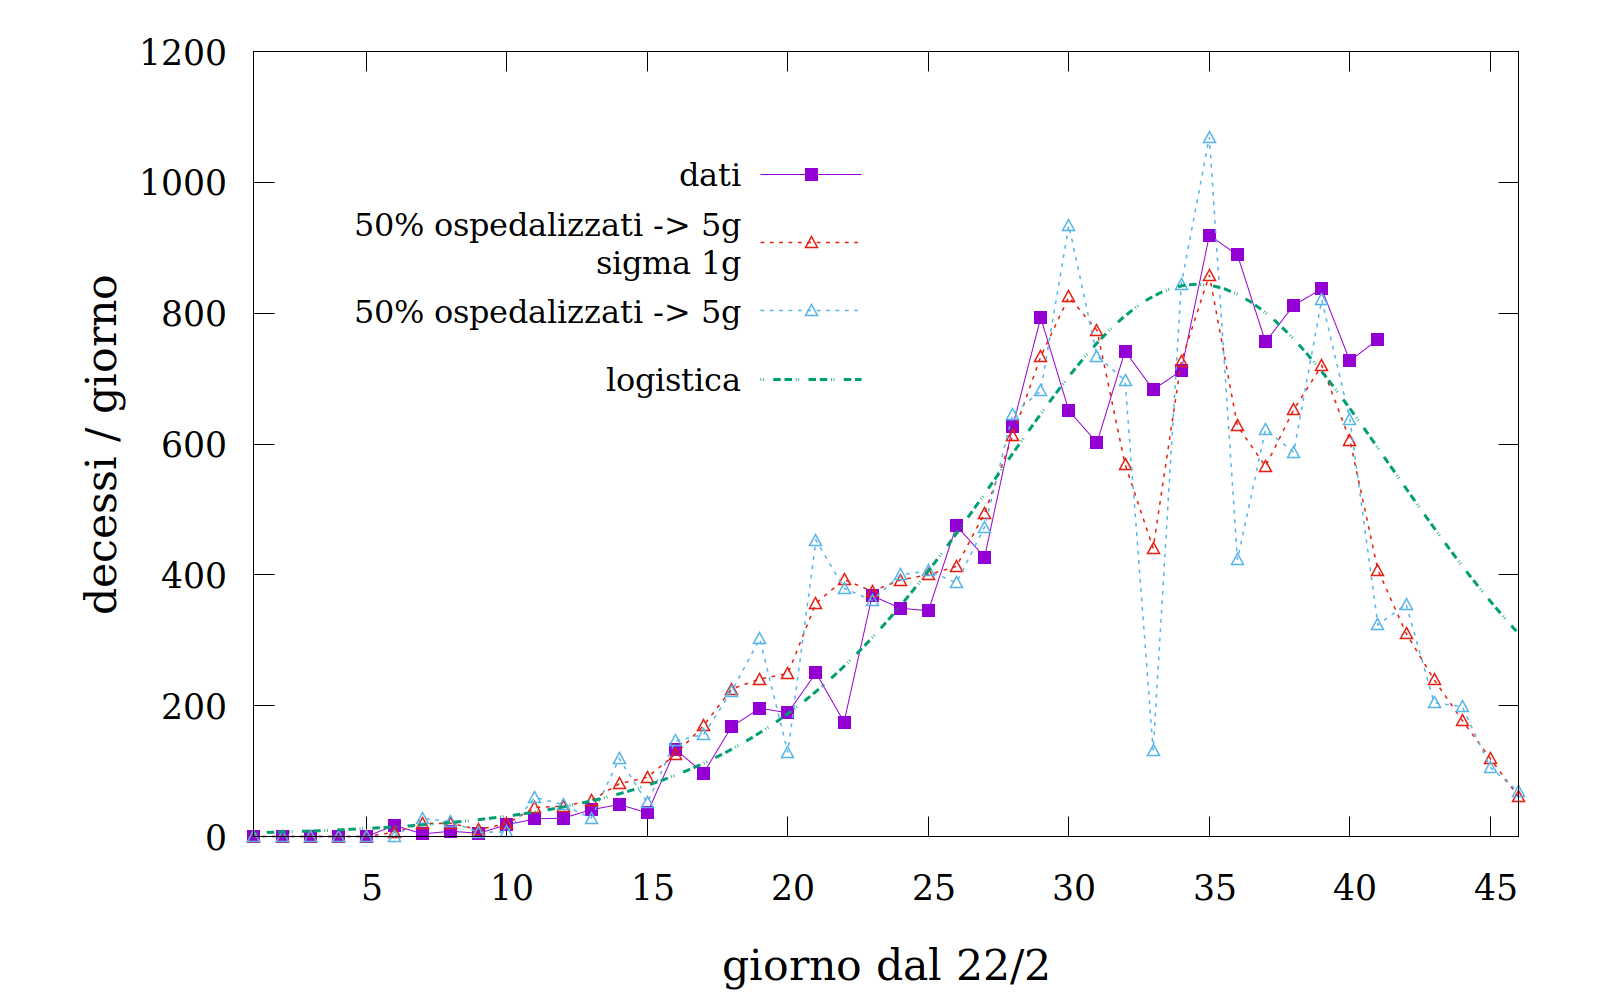 1200
1000
800
600
400
200
0
decessi / giorno
dati
50% ospedalizzati -> 5g
sigma 1g
50% ospedalizzati -> 5g
logistica
5 10 15 20 25 30 35 40 45
giorno dal 22/2